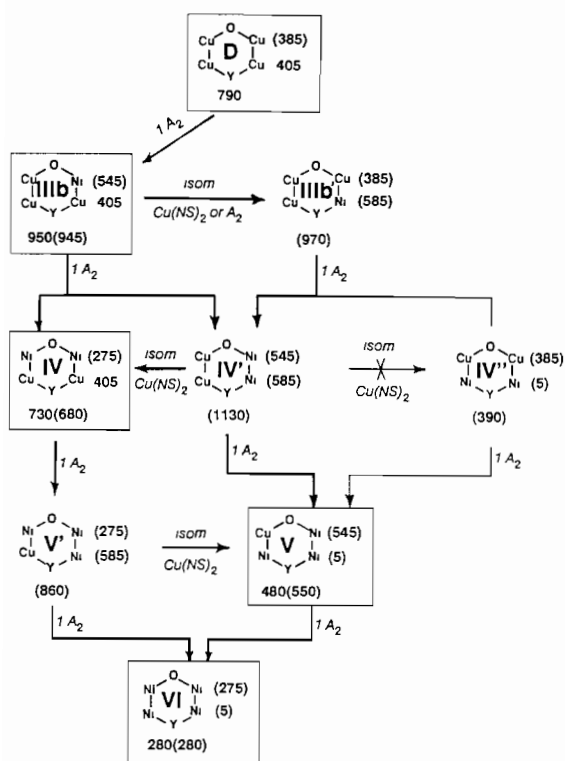 O
Cu Cu (385)
D
Cu Cu 405
Y
790
1 A2
O
Cu Ni (545)
IIIb
Cu Cu 405
Y
950(945)
isom
Cu(NS)2 or A2
O
Cu Cu (385)
IIIb'
Cu Ni (585)
Y
(970)
1 A2
1 A2
O
Ni Ni (275)
IV
Cu Cu 405
Y
730(680)
isom
Cu(NS)2
O
Cu Ni (545)
IV'
Cu Ni (585)
Y
(1130)
isom
Cu(NS)2
O
Cu Cu (385)
IV''
Ni Ni (5)
Y
(390)
1 A2
1 A2
1 A2
O
Ni Ni (275)
V'
Cu Ni (585)
Y
(860)
isom
Cu(NS)2
O
Cu Ni (545)
V
Ni Ni (5)
Y
480(550)
1 A2
1 A2
O
Ni Ni (275)
VI
Ni Ni (5)
Y
280(280)